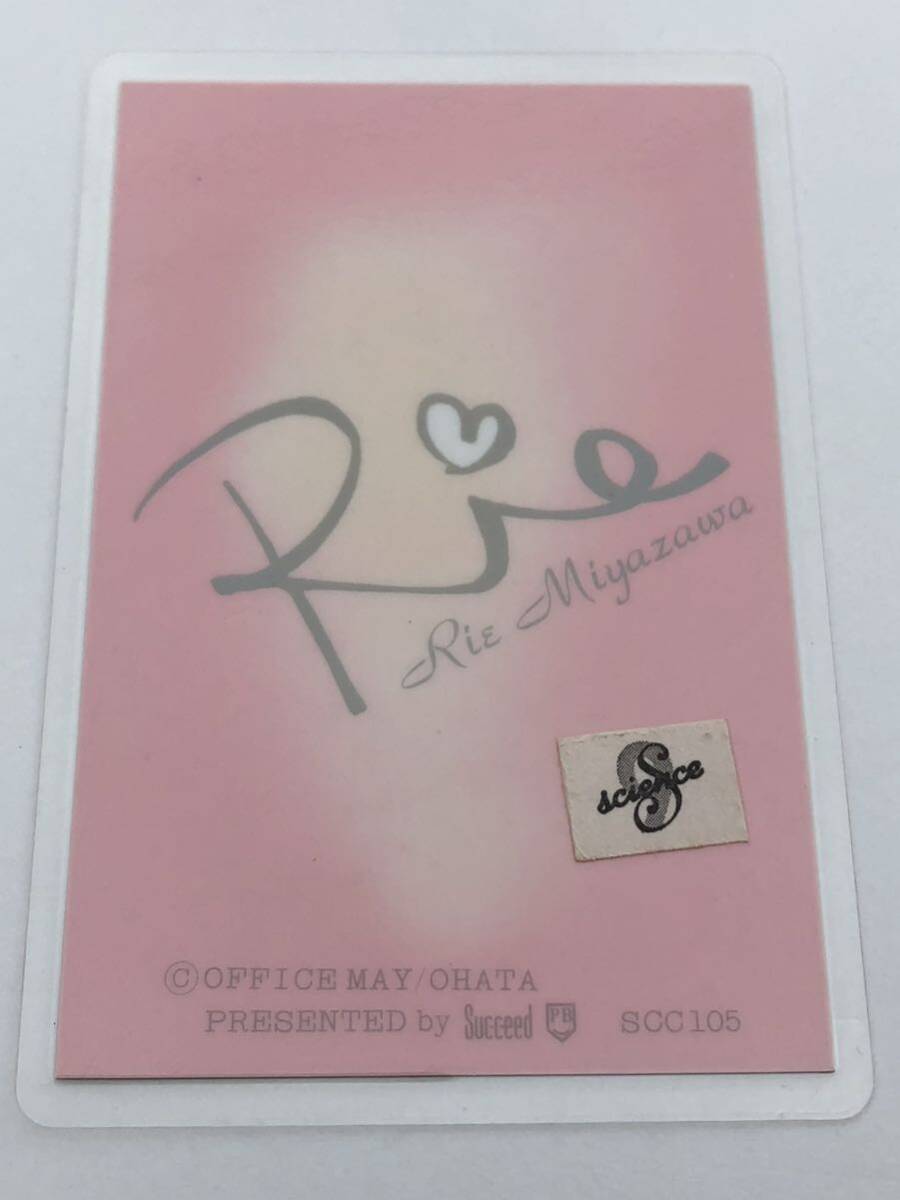 Rie
Rie Miyazawa
S science
©OFFICE MAY/OHATA
PRESENTED by Succeed PB SCC105